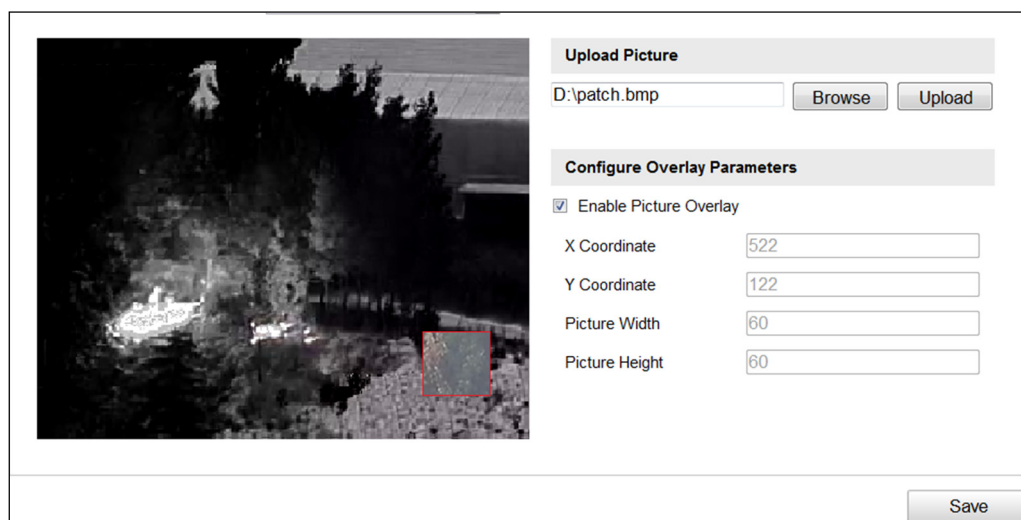 Upload Picture
D:\patch.bmp Browse Upload
Configure Overlay Parameters
Enable Picture Overlay
X Coordinate 522
Y Coordinate 122
Picture Width 60
Picture Height 60
Save